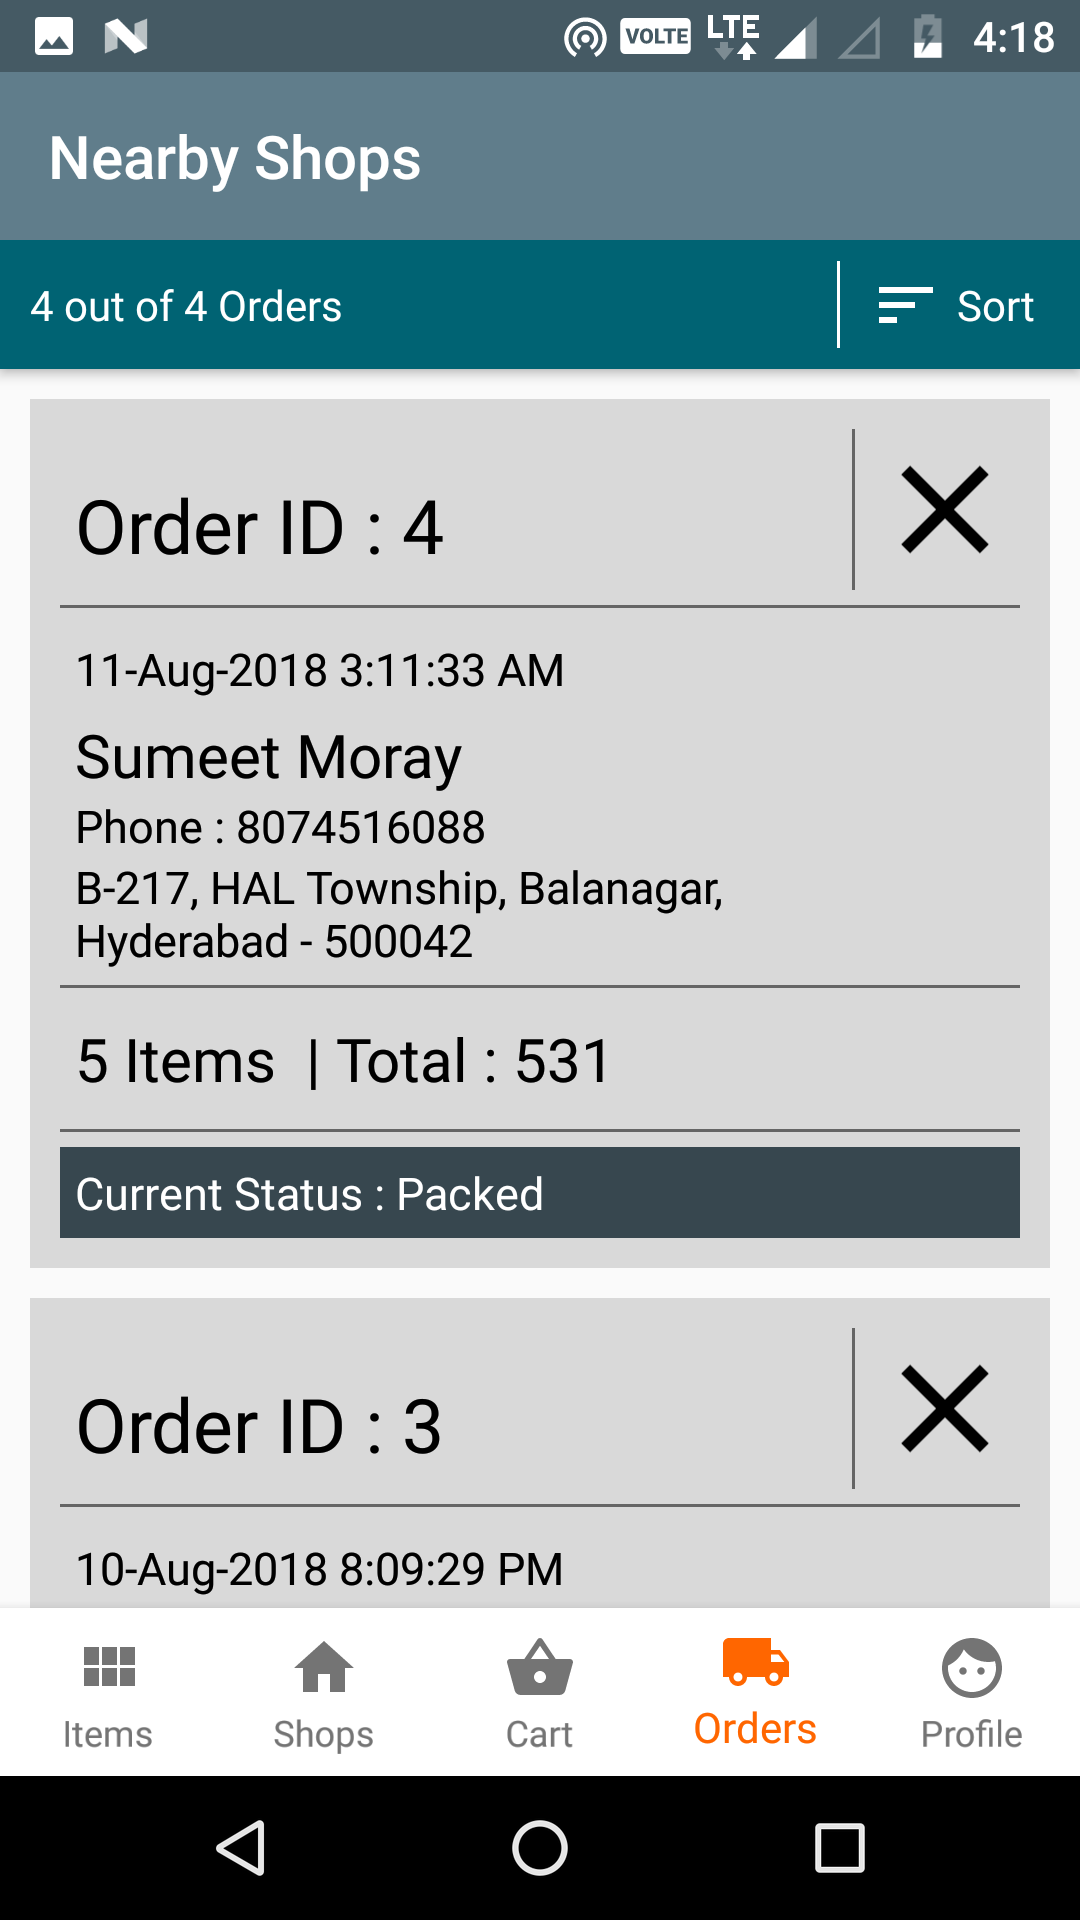 VOLTE LTE 4:18
Nearby Shops
4 out of 4 Orders
Sort
Order ID : 4
11-Aug-2018 3:11:33 AM
Sumeet Moray
Phone : 8074516088
B-217, HAL Township, Balanagar,
Hyderabad - 500042
5 Items | Total : 531
Current Status : Packed
Order ID : 3
10-Aug-2018 8:09:29 PM
Items
Shops
Cart
Orders
Profile